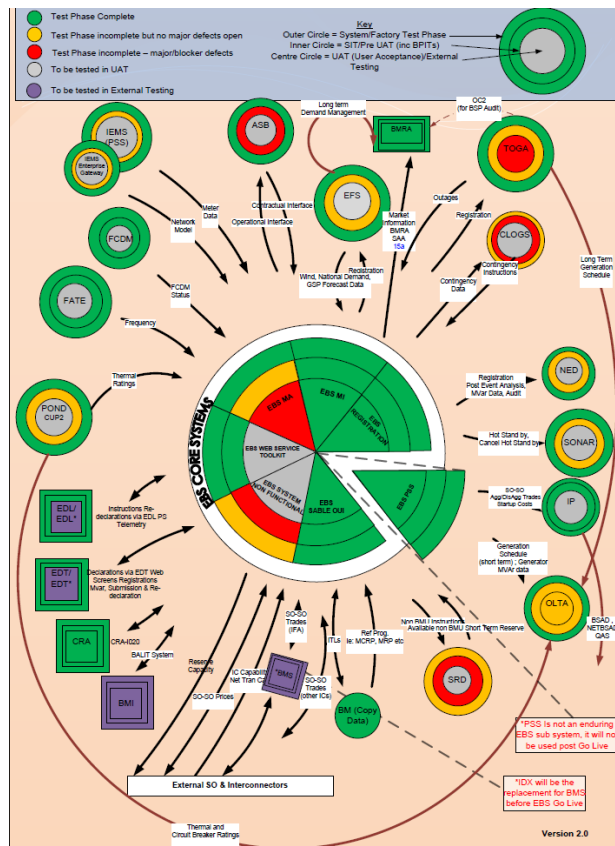 Test Phase Complete
Test Phase incomplete but no major defects open
Test Phase incomplete – major/blocker defects
To be tested in UAT
To be tested in External Testing
Key
Outer Circle = System/Factory Test Phase
Inner Circle = SIT/Pre UAT (inc BPITs)
Centre Circle = UAT (User Acceptance)/External
Testing
IEMS
(PSS)
IEMS
Enterprise
Gateway
ASB
Long term
Demand Management
BMRA
OC2
(for BSP Audit)
TOGA
EFS
FCDM
FATE
Meter
Data
Network
Model
Contractual Interface
Operational Interface
Market
Information
BMRA
SAA
15a
Outages
Registration
CLOGS
Registration
Wind, National Demand,
GSP Forecast Data
Contingency
Instructions
Contingency
Data
Long Term
Generation
Schedule
FCDM
Status
Frequency
Thermal
Ratings
POND
CUP2
EBS CORE SYSTEMS
EBS MA
EBS MI
EBS
REGISTRATION
EBS WEB SERVICE
TOOLKIT
EBS SYSTEM
NON FUNCTIONAL
EBS
SABLE OUI
EBS PSS
Registration
Post Event Analysis,
MVar Data, Audit
NED
Hot Stand by,
Cancel Hot Stand by
SONAR
SO-SO
Agg/DisAgg Trades
Startup Costs
IP
Generation
Schedule
(short term) ; Generator
MVAr data
OLTA
BSAD ,
NETBSAD
QAS
EDL/
EDL*
Instructions Re-
declarations via EDL PS
Telemetry
EDT/
EDT*
Declarations via EDT Web
Screens Registrations
Mvar, Submission & Re-
declaration
CRA
CRA-I020
BALIT System
BMI
Reserve
Capacity
SO-SO Prices
IC Capability
Net Tran Ca
SO-SO
Trades
(IFA)
*BMS
SO-SO
Trades
(other ICs)
ITLs
Ref Prog.
ie: MCRP, MRP etc
BM (Copy
Data)
Non BMU Instructions
Available non BMU Short Term Reserve
SRD
*PSS Is not an enduring
EBS sub system, it will no
be used post Go Live
*IDX will be the
replacement for BMS
before EBS Go Live
External SO & Interconnectors
Thermal and
Circuit Breaker Ratings
Version 2.0